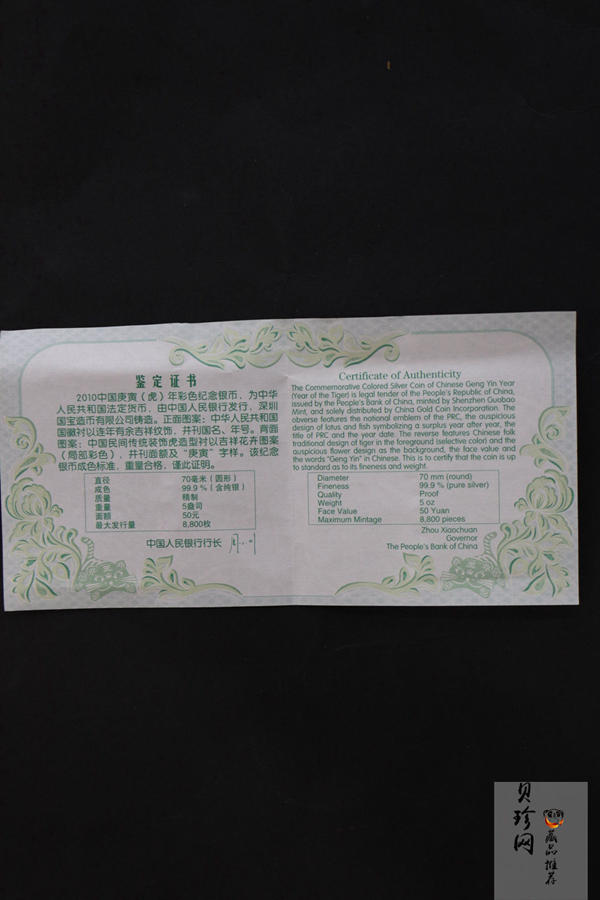 鉴定证书
2010中国庚寅（虎）年彩色纪念银币，为中华
人民共和国法定货币，由中国人民银行发行，深圳
国宝造币有限公司铸造。正面图案：中华人民共和国
国徽衬以连年有余吉祥纹饰，并刊国名、年号。背面
图案：中国民间传统装饰虎造型衬以吉祥花卉图案
（局部彩色），并刊面额及“庚寅”字样。该纪念
银币成色标准，重量合格，谨此证明。
直径 70毫米（圆形）
成色 99.9％（含纯银）
质量 精制
重量 5盎司
面额 50元
最大发行量 8,800枚
中国人民银行行长
Certificate of Authenticity
The Commemorative Colored Silver Coin of Chinese Geng Yin Year
(Year of the Tiger) is legal tender of the People's Republic of China,
issued by the People's Bank of China, minted by Shenzhen Guobao
Mint, and solely distributed by China Gold Coin Incorporation. The
obverse features the national emblem of the PRC, the auspicious
design of lotus and fish symbolizing a surplus year after year, the
title of PRC and the year date. The reverse features Chinese folk
traditional design of tiger in the foreground (selective color) and the
auspicious flower design as the background, the face value and
the words "Geng Yin" in Chinese. This is to certify that the coin is up
to standard as to its fineness and weight.
Diameter 70 mm (round)
Fineness 99.9 % (pure silver)
Quality Proof
Weight 5 oz
Face Value 50 Yuan
Maximum Mintage 8,800 pieces
Zhou Xiaochuan
Governor
The People's Bank of China
贝珍网
藏品推荐